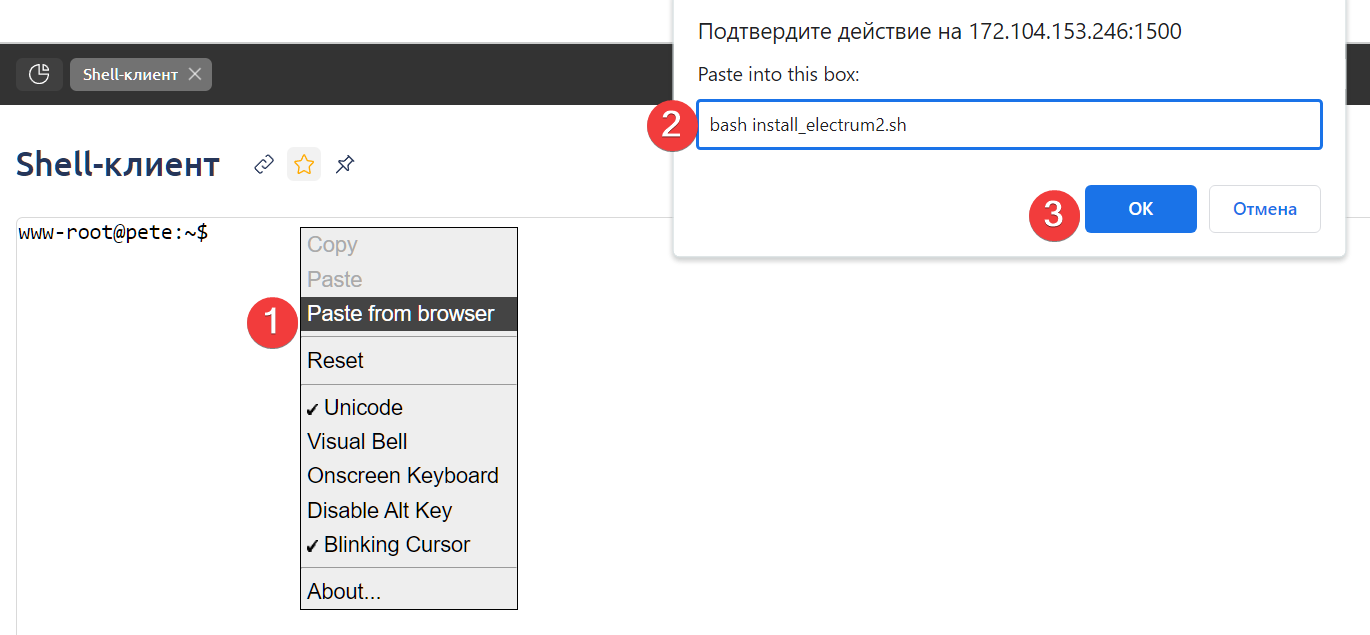 Подтвердите действие на 172.104.153.246:1500
Paste into this box:
2
bash install_electrum2.sh
3
OK
Отмена
Shell-клиент
Shell-клиент
www-root@pete:~$
Copy
Paste
1
Paste from browser
Reset
✔ Unicode
Visual Bell
Onscreen Keyboard
Disable Alt Key
✔ Blinking Cursor
About...